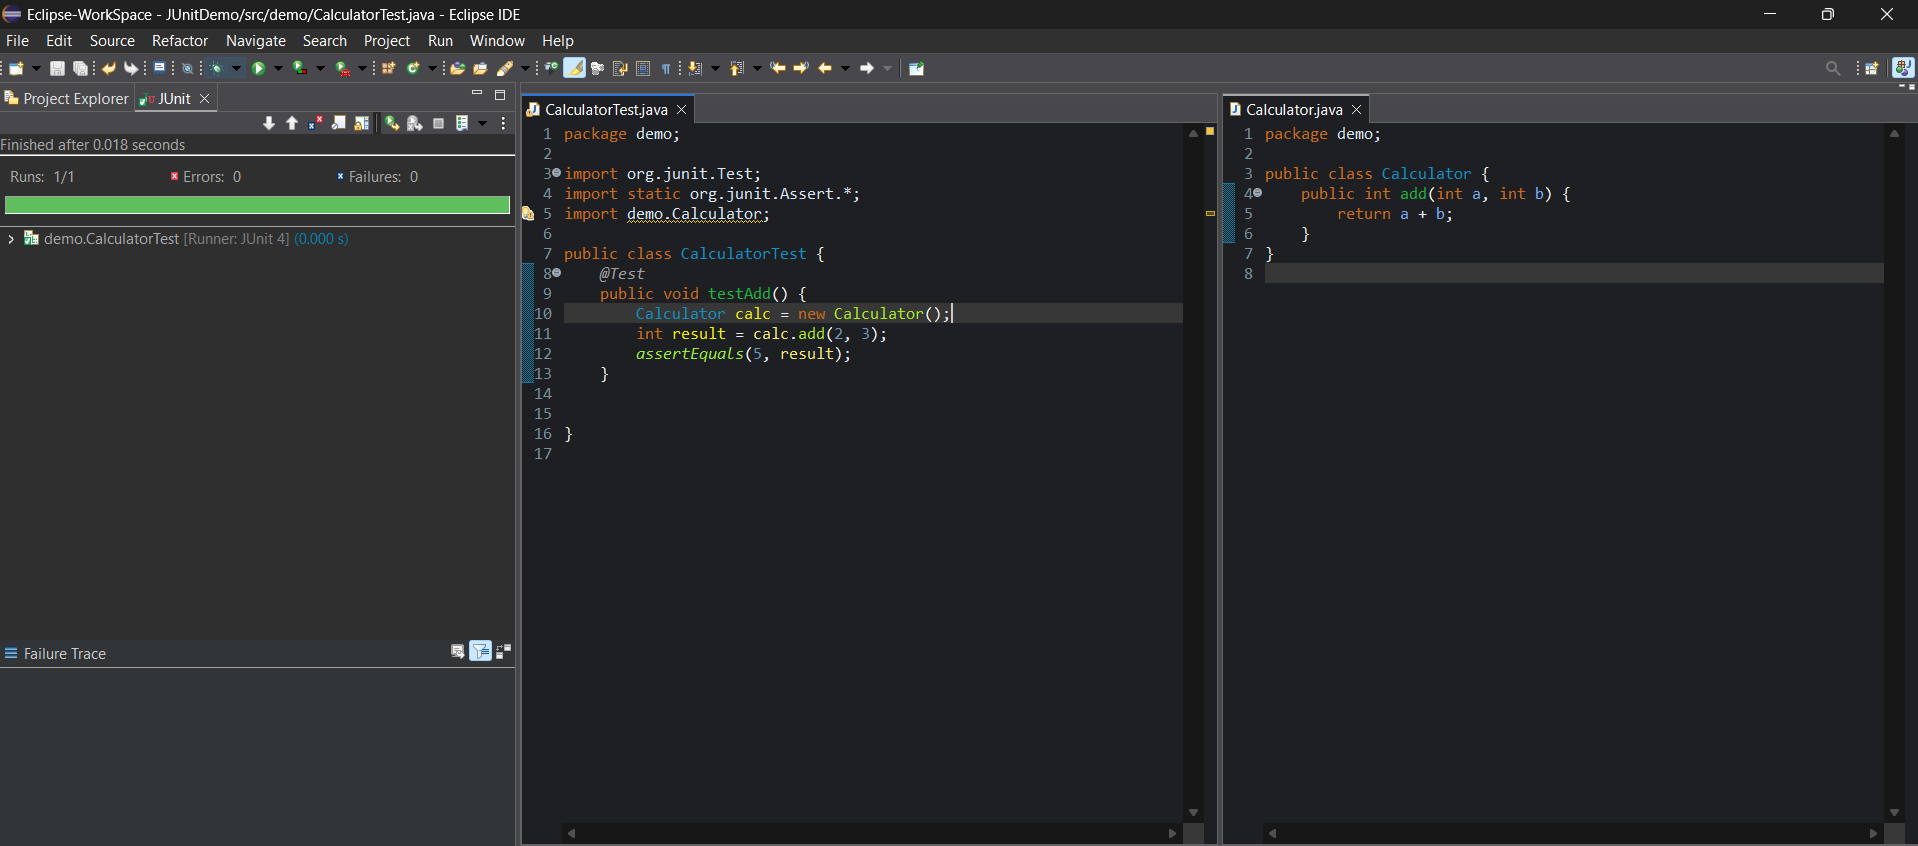 Eclipse-WorkSpace - JUnitDemo/src/demo/CalculatorTest.java - Eclipse IDE
File Edit Source Refactor Navigate Search Project Run Window Help
Project Explorer JUnit
Finished after 0.018 seconds
Runs: 1/1 Errors: 0 Failures: 0
demo.CalculatorTest [Runner: JUnit 4] (0.000 s)
Failure Trace
CalculatorTest.java
1 package demo;
2
3 import org.junit.Test;
4 import static org.junit.Assert.*;
5 import demo.Calculator;
6
7 public class CalculatorTest {
8 @Test
9 public void testAdd() {
10 Calculator calc = new Calculator();
11 int result = calc.add(2, 3);
12 assertEquals(5, result);
13 }
14
15
16 }
17
Calculator.java
1 package demo;
2
3 public class Calculator {
4 public int add(int a, int b) {
5 return a + b;
6 }
7 }
8